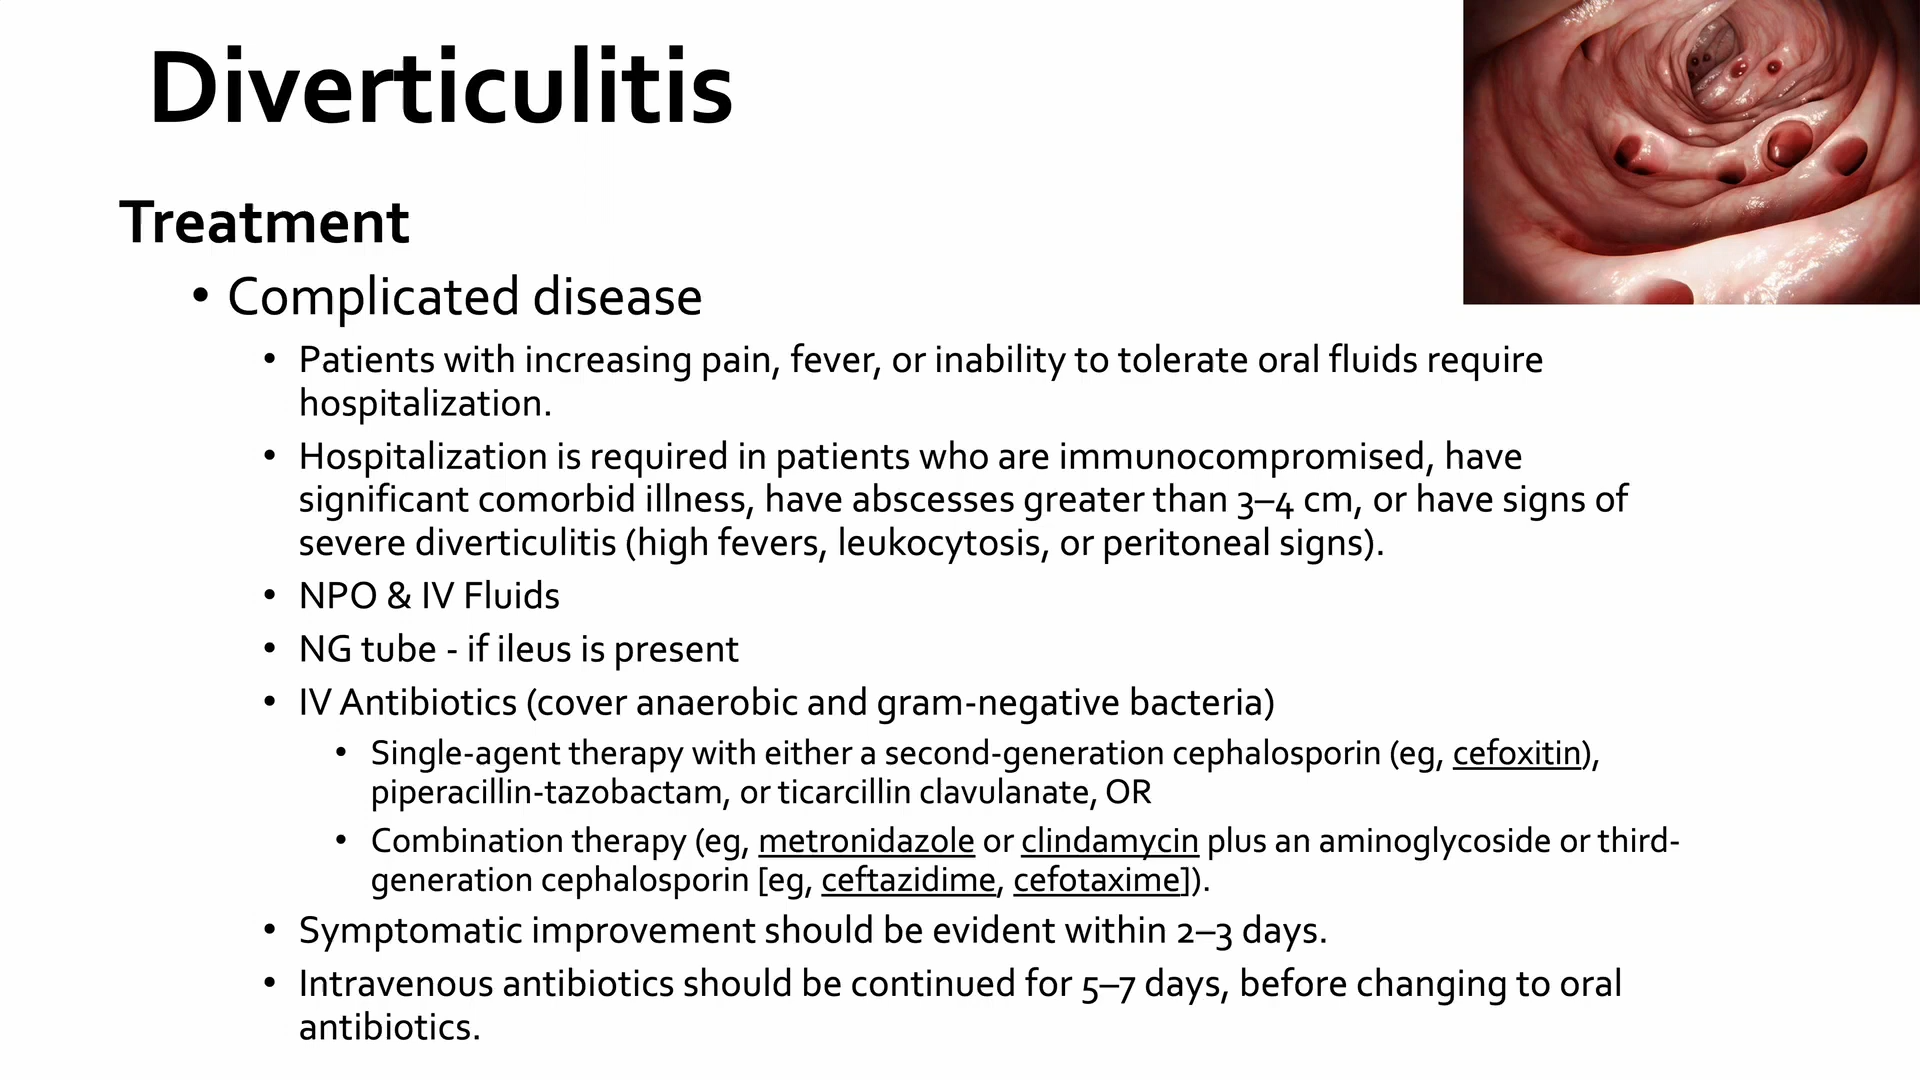 Diverticulitis
Treatment
• Complicated disease
• Patients with increasing pain, fever, or inability to tolerate oral fluids require
hospitalization.
• Hospitalization is required in patients who are immunocompromised, have
significant comorbid illness, have abscesses greater than 3–4 cm, or have signs of
severe diverticulitis (high fevers, leukocytosis, or peritoneal signs).
• NPO & IV Fluids
• NG tube - if ileus is present
• IV Antibiotics (cover anaerobic and gram-negative bacteria)
• Single-agent therapy with either a second-generation cephalosporin (eg, cefoxitin),
piperacillin-tazobactam, or ticarcillin clavulanate, OR
• Combination therapy (eg, metronidazole or clindamycin plus an aminoglycoside or third-
generation cephalosporin [eg, ceftazidime, cefotaxime]).
• Symptomatic improvement should be evident within 2–3 days.
• Intravenous antibiotics should be continued for 5–7 days, before changing to oral
antibiotics.